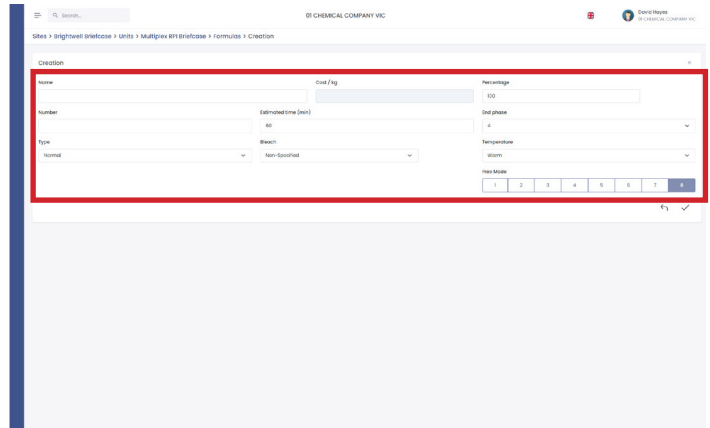 Search...
01 CHEMICAL COMPANY VIC
David Hayes
01 CHEMICAL COMPANY VIC
Sites > Brightwell Briefcase > Units > Multiplex RFI Briefcase > Formulas > Creation
Creation
Name
Cost / kg
Percentage
100
Number
Estimated time (min)
End phase
60
4
Type
Bleach
Temperature
Normal
Non-Specified
Warm
Flex Mode
1 2 3 4 5 6 7 8